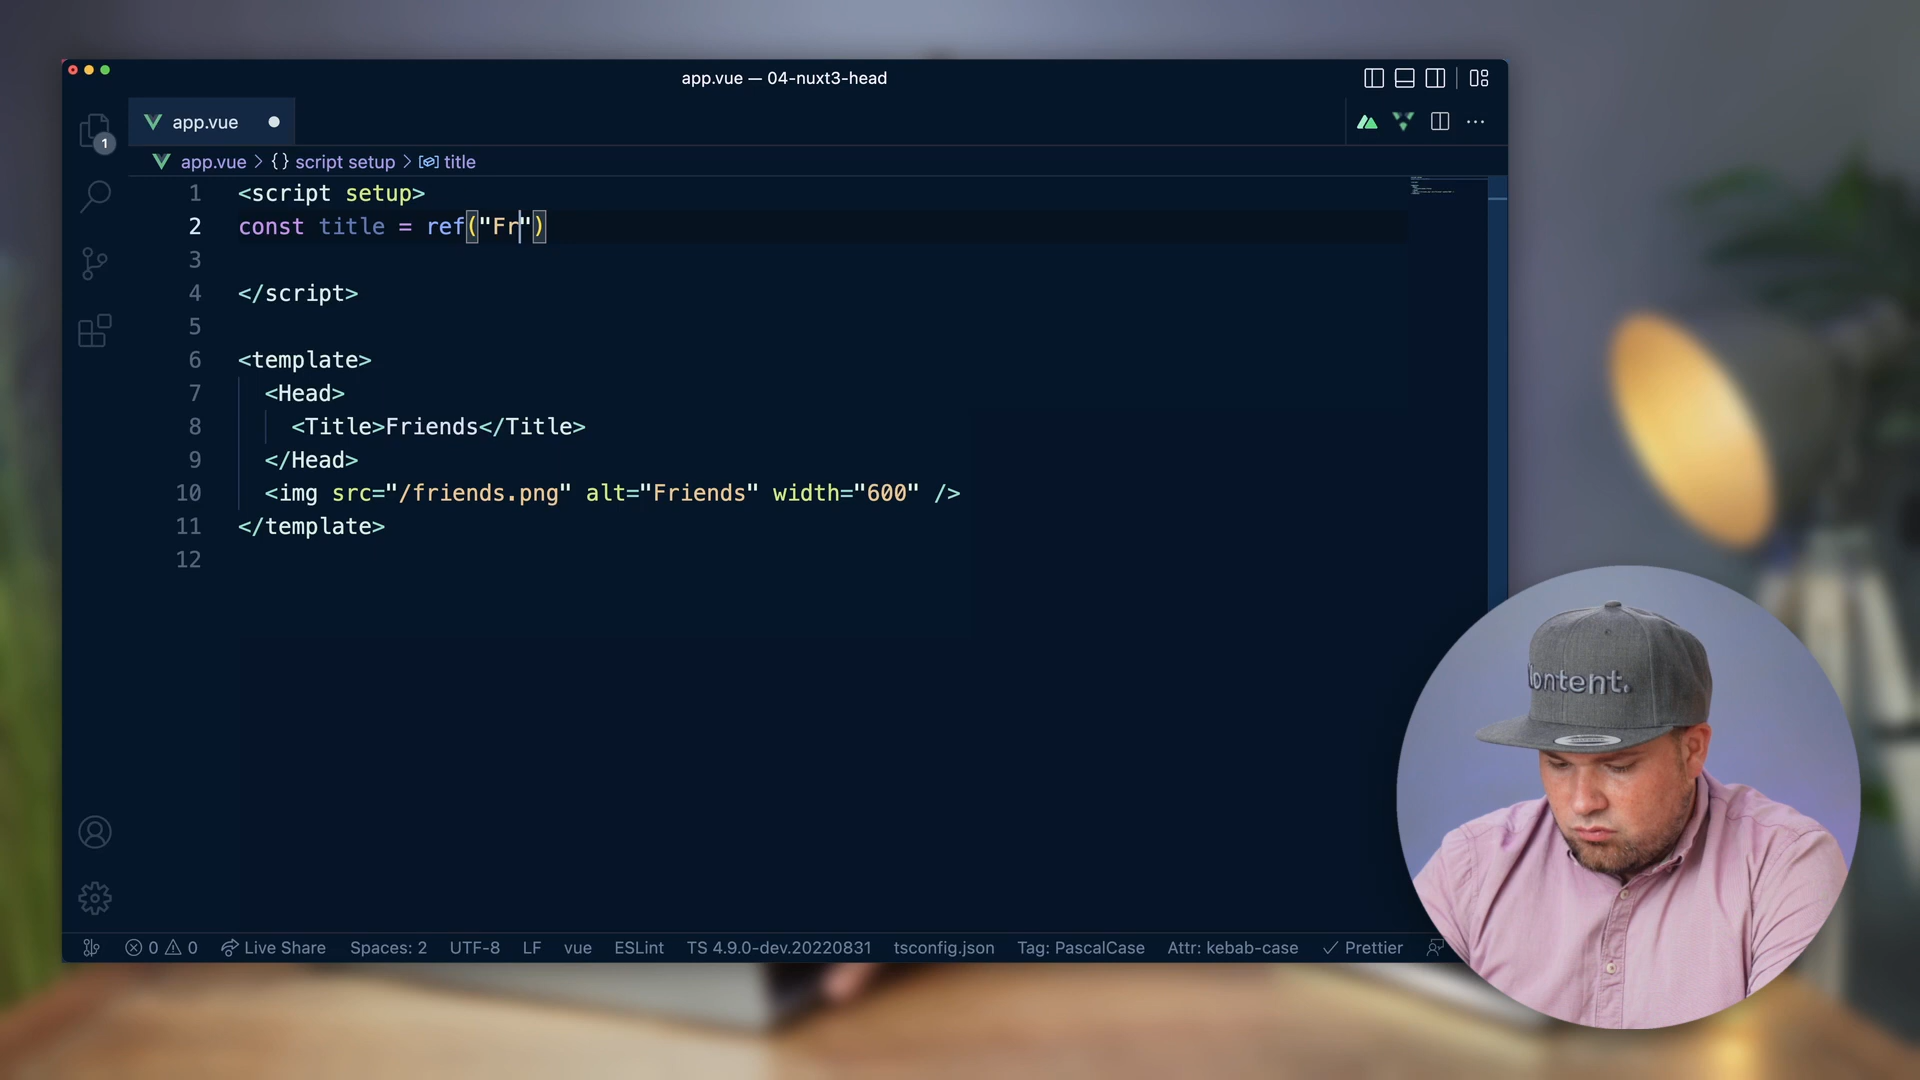 app.vue — 04-nuxt3-head
app.vue
1
app.vue > {} script setup > title
1 <script setup>
2 const title = ref("Fr")
3
4 </script>
5
6 <template>
7 <Head>
8 <Title>Friends</Title>
9 </Head>
10 <img src="/friends.png" alt="Friends" width="600" />
11 </template>
12
ontent.
0 0 Live Share Spaces: 2 UTF-8 LF vue ESLint TS 4.9.0-dev.20220831 tsconfig.json Tag: PascalCase Attr: kebab-case Prettier